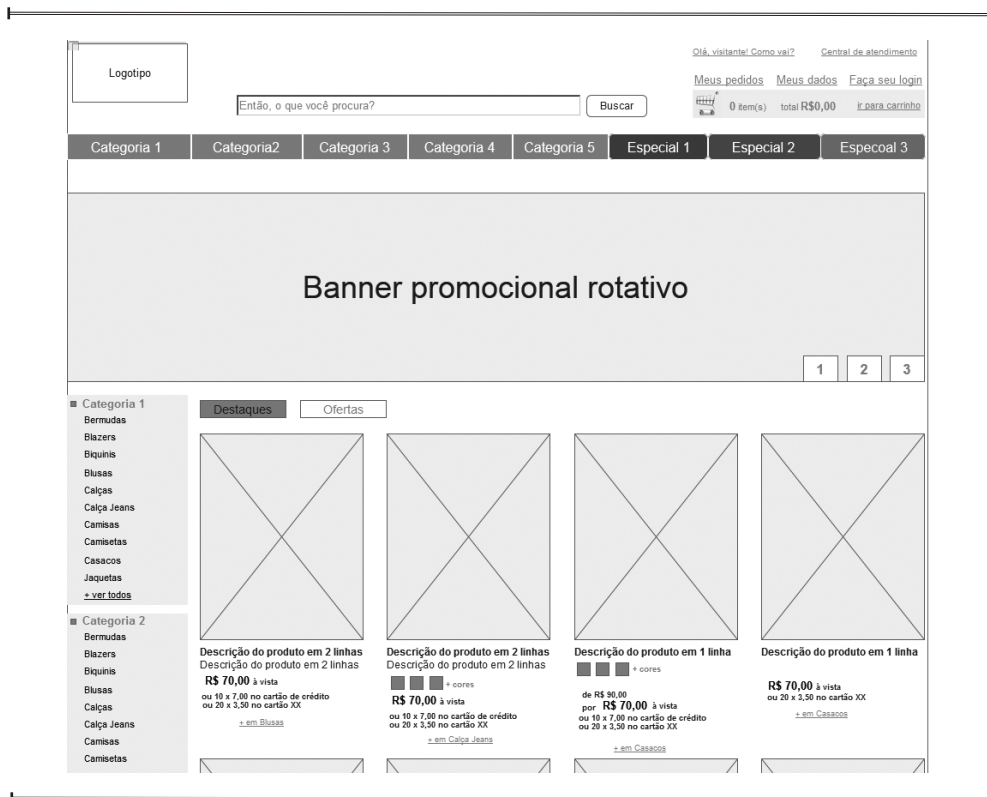 Logotipo
Olá, visitante! Como vai? Central de atendimento
Meus pedidos Meus dados Faça seu login
Então, o que você procura? Buscar
0 item(s) total R$0,00 ir para carrinho
Categoria 1 Categoria2 Categoria 3 Categoria 4 Categoria 5 Especial 1 Especial 2 Especoal 3
Banner promocional rotativo
1 2 3
Categoria 1
Bermudas
Blazers
Biquinis
Blusas
Calças
Calça Jeans
Camisas
Camisetas
Casacos
Jaquetas
+ ver todos
Categoria 2
Bermudas
Blazers
Biquinis
Blusas
Calças
Calça Jeans
Camisas
Camisetas
Destaques Ofertas
Descrição do produto em 2 linhas
Descrição do produto em 2 linhas
R$ 70,00 à vista
ou 10 x 7,00 no cartão de crédito
ou 20 x 3,50 no cartão XX
+ em Blusas
Descrição do produto em 2 linhas
Descrição do produto em 2 linhas
+ cores
R$ 70,00 à vista
ou 10 x 7,00 no cartão de crédito
ou 20 x 3,50 no cartão XX
+ em Calça Jeans
Descrição do produto em 1 linha
+ cores
de R$ 90,00
por R$ 70,00 à vista
ou 10 x 7,00 no cartão de crédito
ou 20 x 3,50 no cartão XX
+ em Casacos
Descrição do produto em 1 linha
R$ 70,00 à vista
ou 20 x 3,50 no cartão XX
+ em Casacos